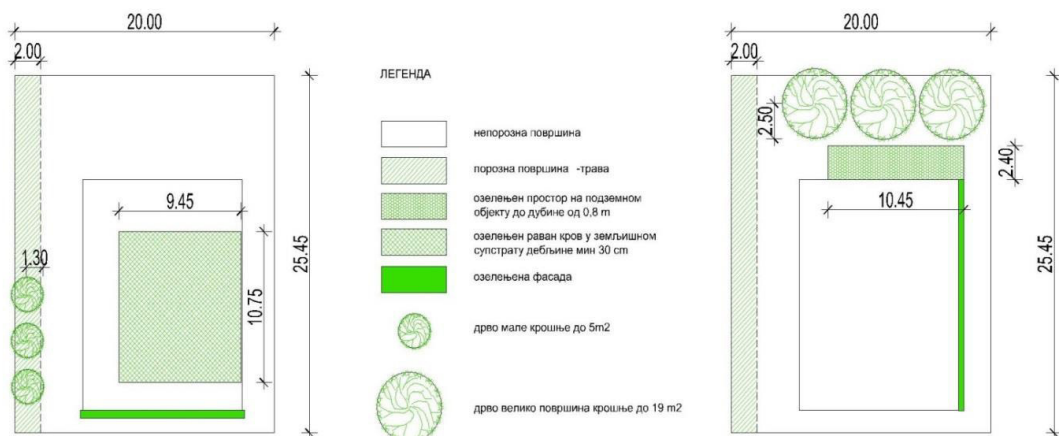 20.00
2.00
1.30
9.45
10.75
25.45
ЛЕГЕНДА
непорозна површина
порозна површина -трава
озелењен простор на подземном
објекту до дубине од 0,8 m
озелењен раван кров у земљишном
супстрату дебљине мин 30 cm
озелењена фасада
дрво мале крошње до 5m2
дрво велико површина крошње до 19 m2
20.00
2.00
2.50
2.40
10.45
25.45